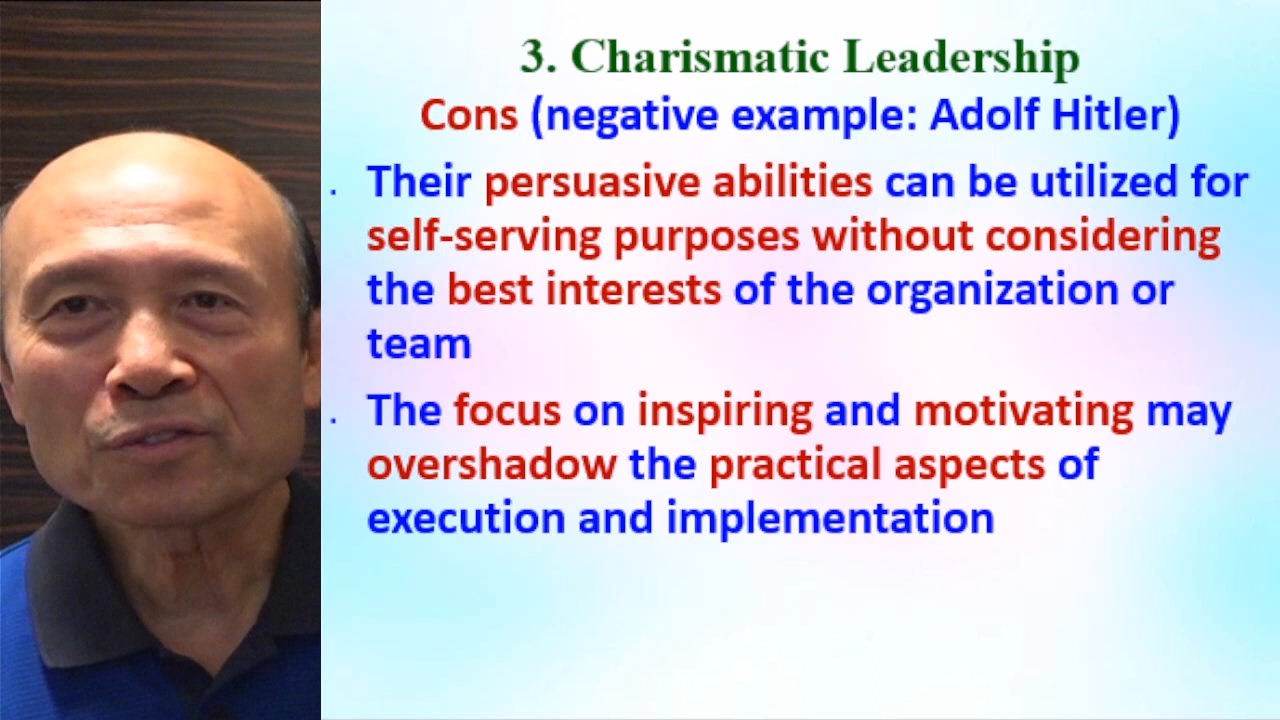 3. Charismatic Leadership
Cons (negative example: Adolf Hitler)
. Their persuasive abilities can be utilized for
self-serving purposes without considering
the best interests of the organization or
team
. The focus on inspiring and motivating may
overshadow the practical aspects of
execution and implementation